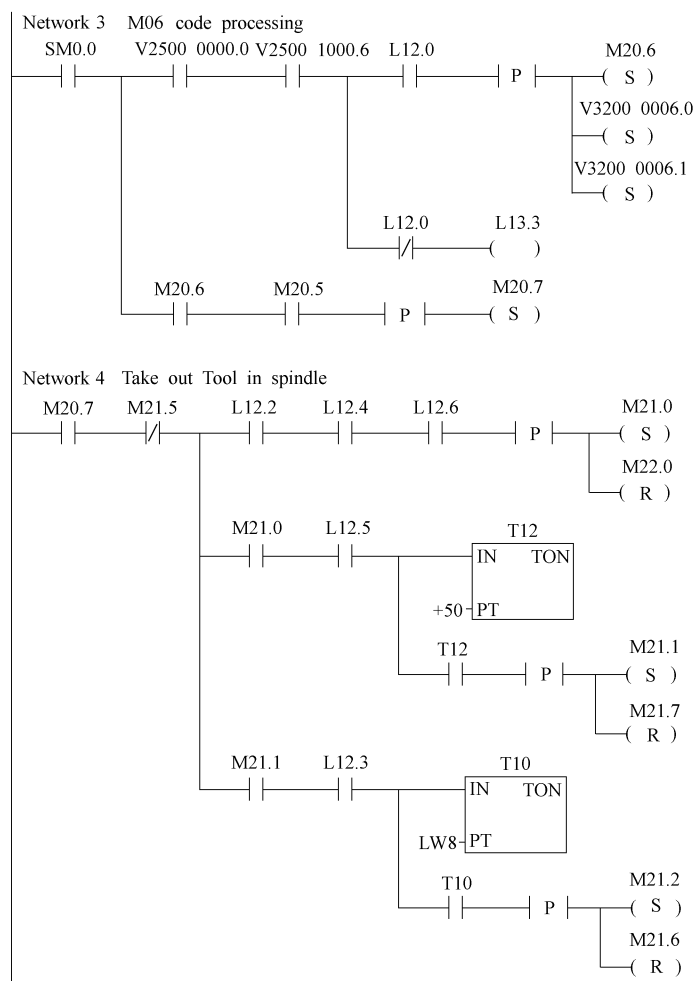 Network 3 M06 code processing
SM0.0 V2500 0000.0 V2500 1000.6 L12.0 M20.6
P ( S )
V3200 0006.0
( S )
V3200 0006.1
( S )
L12.0 L13.3
/ ( )
M20.6 M20.5 M20.7
P ( S )
Network 4 Take out Tool in spindle
M20.7 M21.5 L12.2 L12.4 L12.6 M21.0
/ P ( S )
M22.0
( R )
M21.0 L12.5 T12
IN TON
+50 PT
T12 M21.1
P ( S )
M21.7
( R )
M21.1 L12.3 T10
IN TON
LW8 PT
T10 M21.2
P ( S )
M21.6
( R )